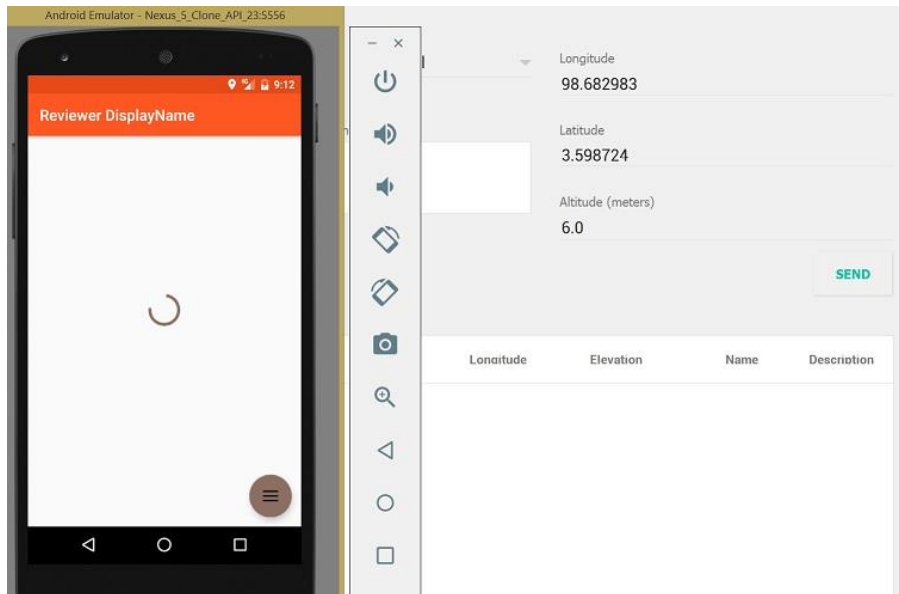 Android Emulator - Nexus_5_Clone_API_23:5556
4G 9:12
Reviewer DisplayName
Longitude
98.682983
Latitude
3.598724
Altitude (meters)
6.0
SEND
Longitude Elevation Name Description